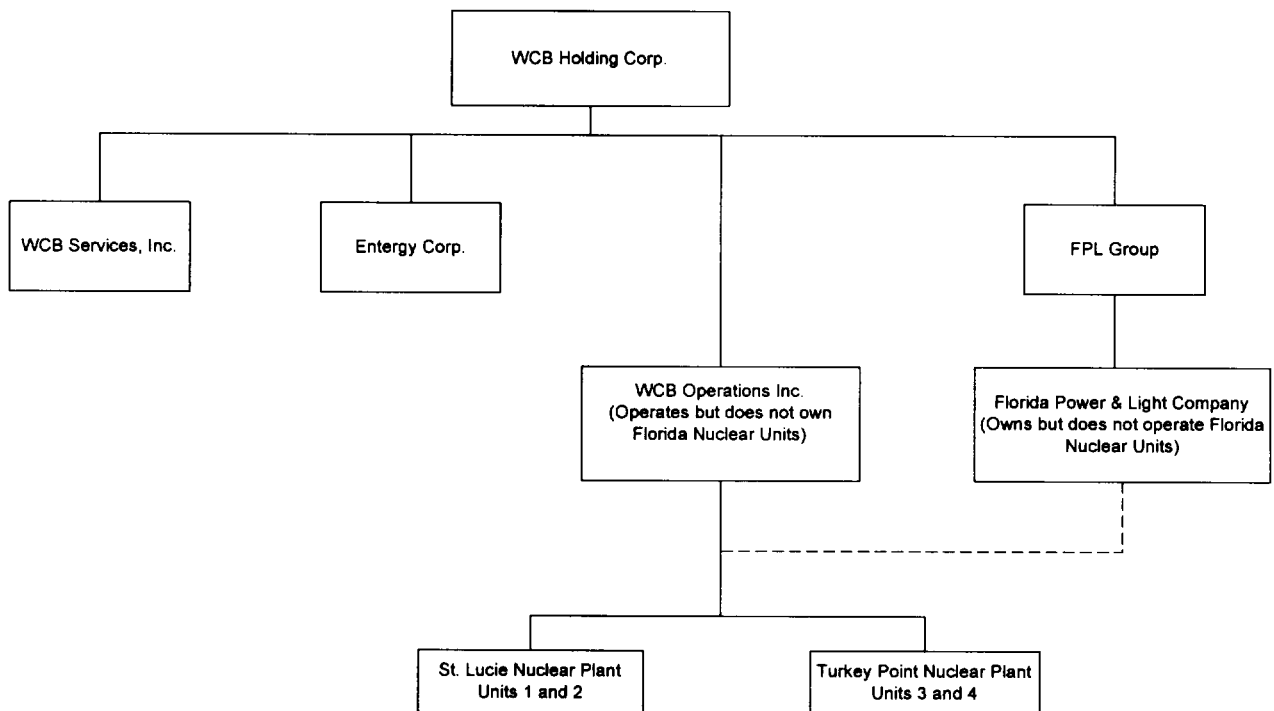 WCB Holding Corp.
WCB Services, Inc.
Entergy Corp.
FPL Group
WCB Operations Inc.
(Operates but does not own
Florida Nuclear Units)
Florida Power & Light Company
(Owns but does not operate Florida
Nuclear Units)
St. Lucie Nuclear Plant
Units 1 and 2
Turkey Point Nuclear Plant
Units 3 and 4